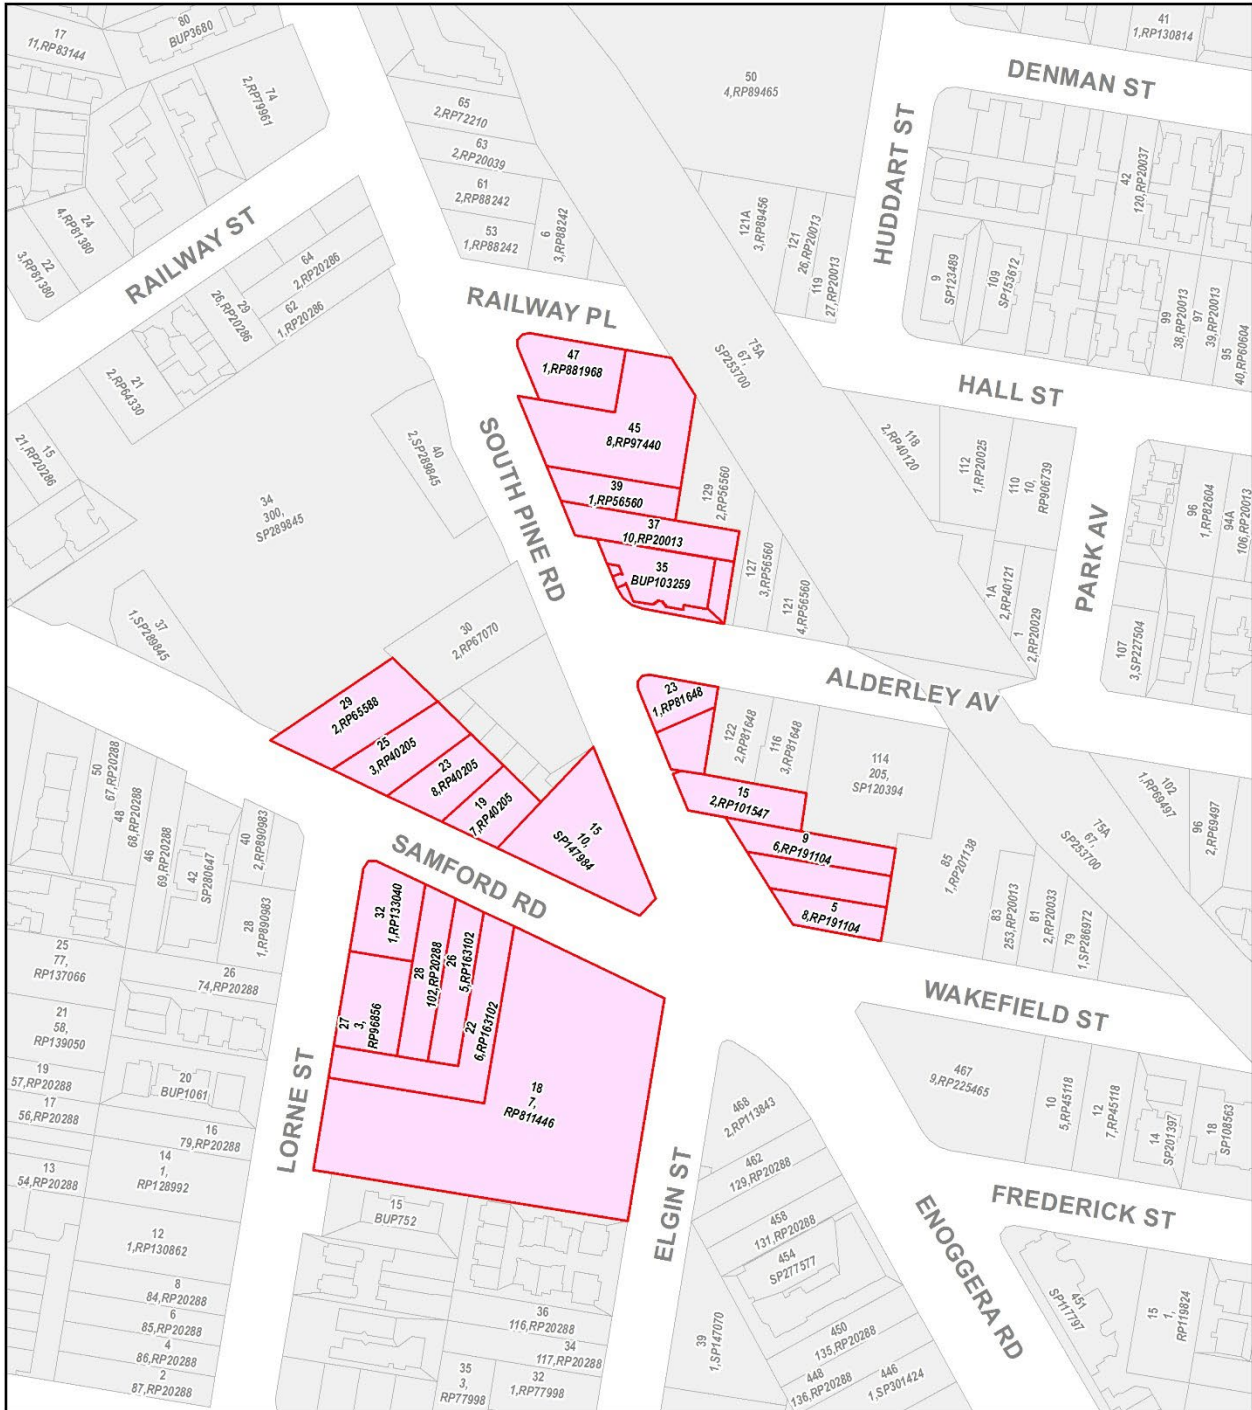 17
11,RP83144
80
BUP3680
74
2,RP79961
65
2,RP72210
63
2,RP20039
61
2,RP88242
53
1,RP88242
6
3,RP88242
50
4,RP89465
41
1,RP130814
DENMAN ST
HUDDART ST
42
120,RP20037
121A
3,RP89456
121
26,RP20013
119
27,RP20013
9
SP123489
109
SP153612
99
38,RP20013
97
39,RP20013
95
40,RP60604
24
4,RP81380
22
3,RP81380
RAILWAY ST
64
2,RP20286
29
26,RP20286
62
1,RP20286
21
2,RP64330
15
21,RP20286
RAILWAY PL
47
1,RP881968
45
8,RP97440
39
1,RP56560
37
10,RP20013
35
BUP103259
SOUTH PINE RD
40
2,SP289845
34
300,
SP289845
75A
67,
SP253700
HALL ST
118
2,RP40120
112
1,RP20025
110
10,
RP906739
96
1,RP82604
94A
106,RP20013
PARK AV
129
2,RP56560
127
3,RP56560
121
4,RP56560
1A
2,RP40121
1
2,RP20029
107
3,SP227504
37
1,SP289845
30
2,RP67070
ALDERLEY AV
29
2,RP65588
25
3,RP40205
23
8,RP40205
19
7,RP40205
15
10,
SP147984
23
1,RP81648
122
2,RP81648
116
3,RP81648
114
205,
SP120394
15
2,RP101547
9
6,RP191104
5
8,RP191104
85
1,RP201138
83
253,RP20013
81
2,RP20033
79
1,SP286972
75A
67,
SP253700
102
1,RP69497
96
2,RP69497
50
67,RP20288
48
68,RP20288
46
69,RP20288
42
SP280647
40
2,RP890983
28
1,RP890983
SAMFORD RD
32
1,RP133040
28
102,RP20288
26
5,RP163102
22
6,RP163102
27
3,
RP96856
18
7,
RP811446
25
77,
RP137066
26
74,RP20288
21
58,
RP139050
19
57,RP20288
20
BUP1061
17
56,RP20288
16
79,RP20288
13
54,RP20288
14
1,
RP128992
12
1,RP130862
8
84,RP20288
6
85,RP20288
4
86,RP20288
2
87,RP20288
LORNE ST
15
BUP752
36
116,RP20288
34
117,RP20288
35
3,
RP77998
32
1,RP77998
ELGIN ST
WAKEFIELD ST
467
9,RP225465
10
5,RP45118
12
7,RP45118
14
SP201397
18
SP108563
468
2,RP113843
462
129,RP20288
458
131,RP20288
454
SP277577
450
135,RP20288
448
136,RP20288
446
1,SP301424
39
1,SP147070
ENOGGERA RD
FREDERICK ST
451
SP117797
15
1,
RP119824